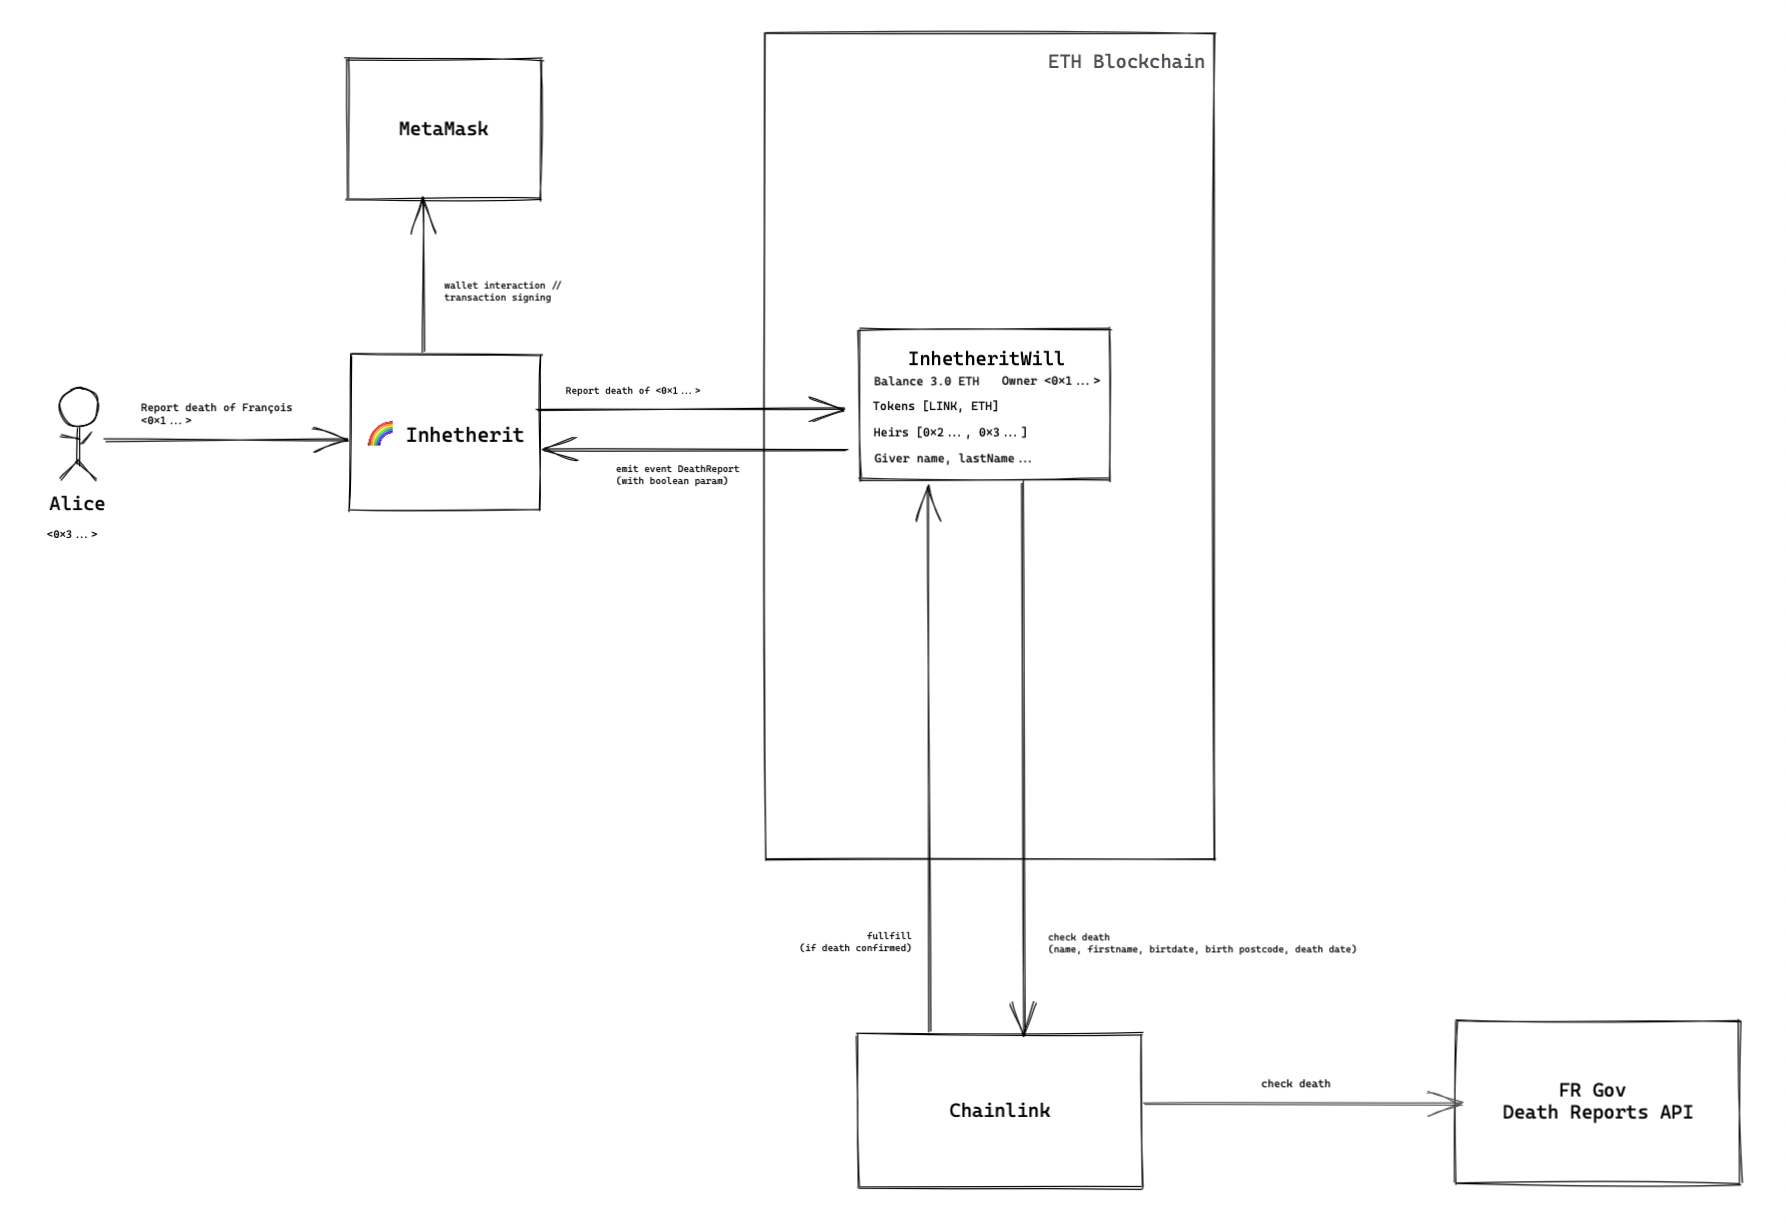 ETH Blockchain
MetaMask
wallet interaction //
transaction signing
Report death of François
<0×1...>
Alice
<0×3...>
Inhetherit
Report death of <0×1...>
emit event DeathReport
(with boolean param)
InhetheritWill
Balance 3.0 ETH Owner <0×1...>
Tokens [LINK, ETH]
Heirs [0×2..., 0×3...]
Giver name, lastName...
fullfill
(if death confirmed)
check death
(name, firstname, birtdate, birth postcode, death date)
Chainlink
check death
FR Gov
Death Reports API